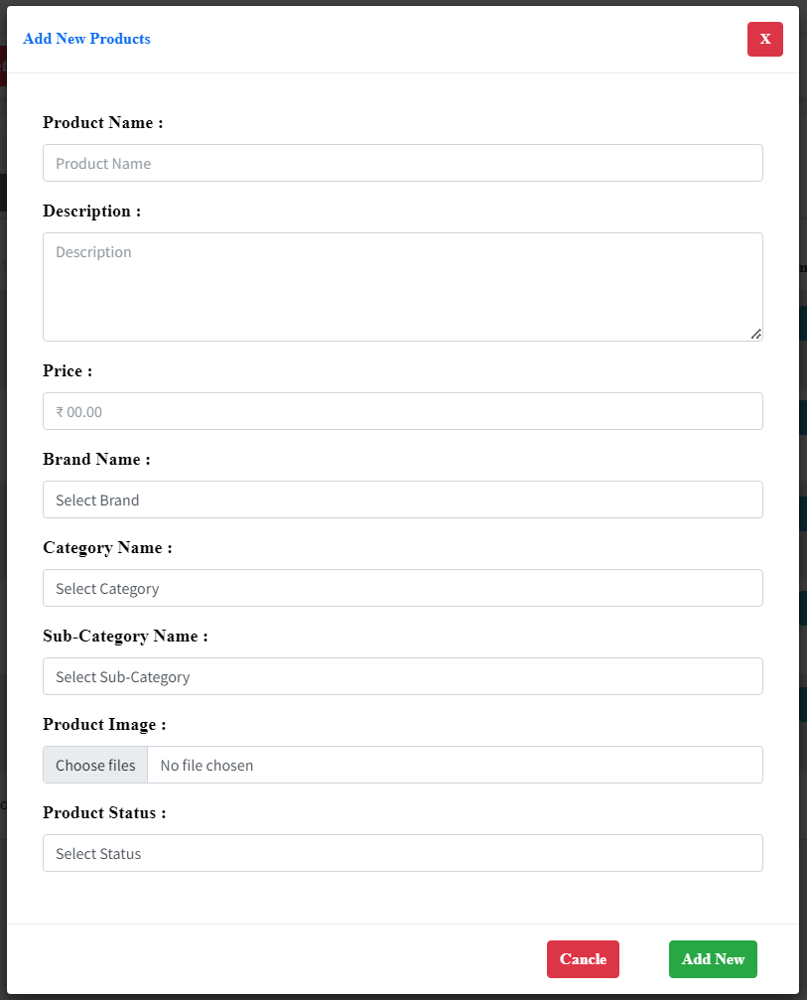 Add New Products
X
Product Name :
Product Name
Description :
Description
Price :
₹ 00.00
Brand Name :
Select Brand
Category Name :
Select Category
Sub-Category Name :
Select Sub-Category
Product Image :
Choose files No file chosen
Product Status :
Select Status
Cancle Add New